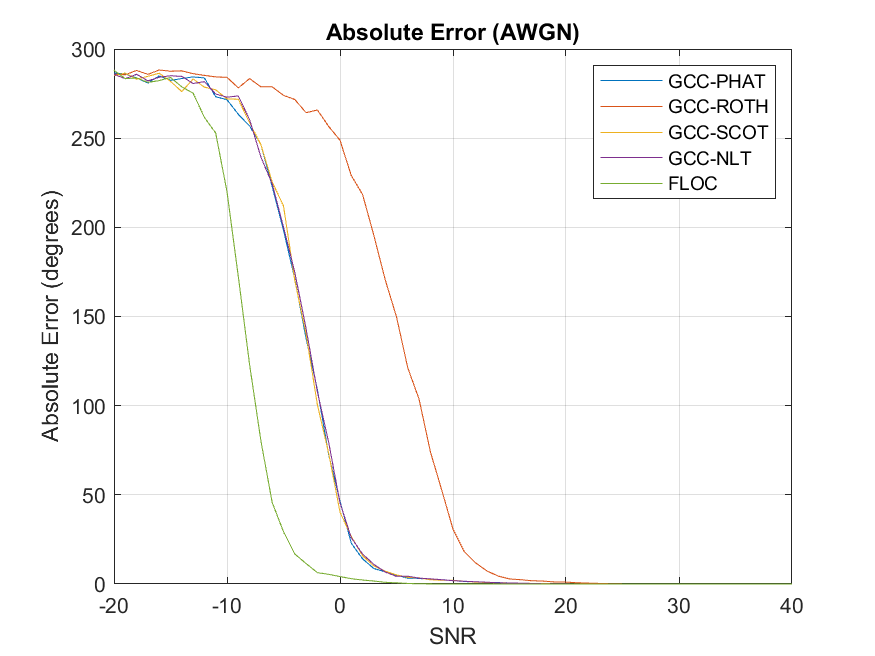 Absolute Error (AWGN)
300
250
200
150
100
50
0
Absolute Error (degrees)
GCC-PHAT
GCC-ROTH
GCC-SCOT
GCC-NLT
FLOC
-20
-10
0
10
20
30
40
SNR